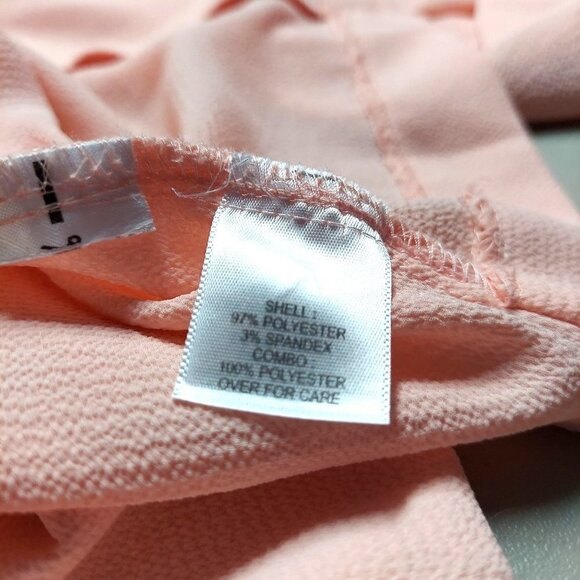 SHELL :
97% POLYESTER
3% SPANDEX
COMBO :
100% POLYESTER
OVER FOR CARE